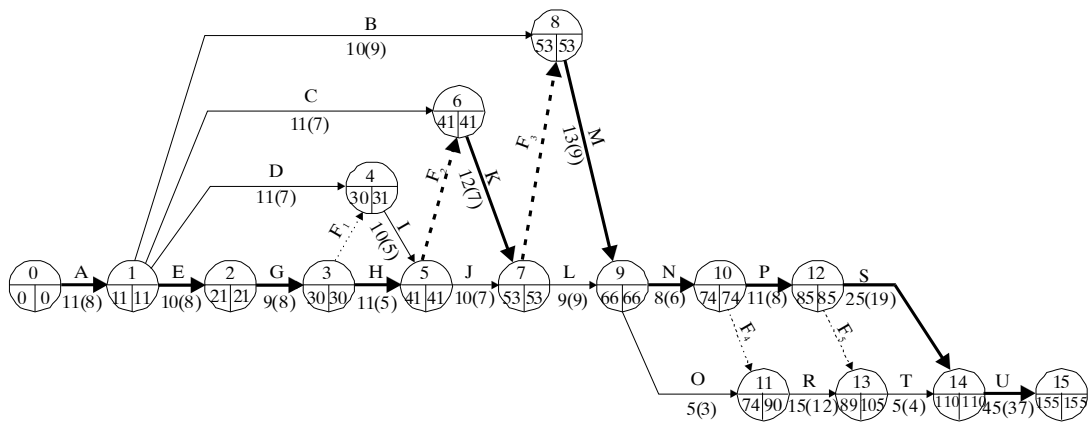 B
10(9)
8
53 53
C
11(7)
6
41 41
F₃
M
13(9)
D
11(7)
4
30 31
F₂
K
12(7)
F₁
I
10(5)
0
0 0
A
11(8)
1
11 11
E
10(8)
2
21 21
G
9(8)
3
30 30
H
11(5)
5
41 41
J
10(7)
7
53 53
L
9(9)
9
66 66
N
8(6)
10
74 74
P
11(8)
12
85 85
S
25(19)
F₄
F₅
O
5(3)
11
74 90
R
15(12)
13
89 105
T
5(4)
14
110 110
U
45(37)
15
155 155